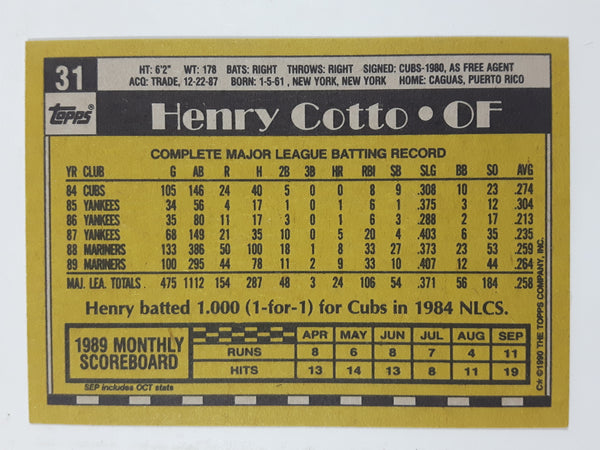 31
HT: 6'2" WT: 178 BATS: RIGHT THROWS: RIGHT SIGNED: CUBS-1980, AS FREE AGENT
ACQ: TRADE, 12-22-87 BORN: 1-5-61, NEW YORK, NEW YORK HOME: CAGUAS, PUERTO RICO
topps®
Henry Cotto • OF
COMPLETE MAJOR LEAGUE BATTING RECORD
YR CLUB G AB R H 2B 3B HR RBI SB SLG BB SO AVG
84 CUBS 105 146 24 40 5 0 0 8 9 .308 10 23 .274
85 YANKEES 34 56 4 17 1 0 1 6 1 .375 3 12 .304
86 YANKEES 35 80 11 17 3 0 1 6 3 .288 2 17 .213
87 YANKEES 68 149 21 35 10 0 5 20 4 .403 6 35 .235
88 MARINERS 133 386 50 100 18 1 8 33 27 .373 23 53 .259
89 MARINERS 100 295 44 78 11 2 9 33 10 .407 12 44 .264
MAJ. LEA. TOTALS 475 1112 154 287 48 3 24 106 54 .371 56 184 .258
Henry batted 1.000 (1-for-1) for Cubs in 1984 NLCS.
1989 MONTHLY SCOREBOARD
APR MAY JUN JUL AUG SEP
RUNS 8 6 8 7 4 11
HITS 13 14 13 8 11 19
SEP includes OCT stats
C* ©1990 THE TOPPS COMPANY, INC.